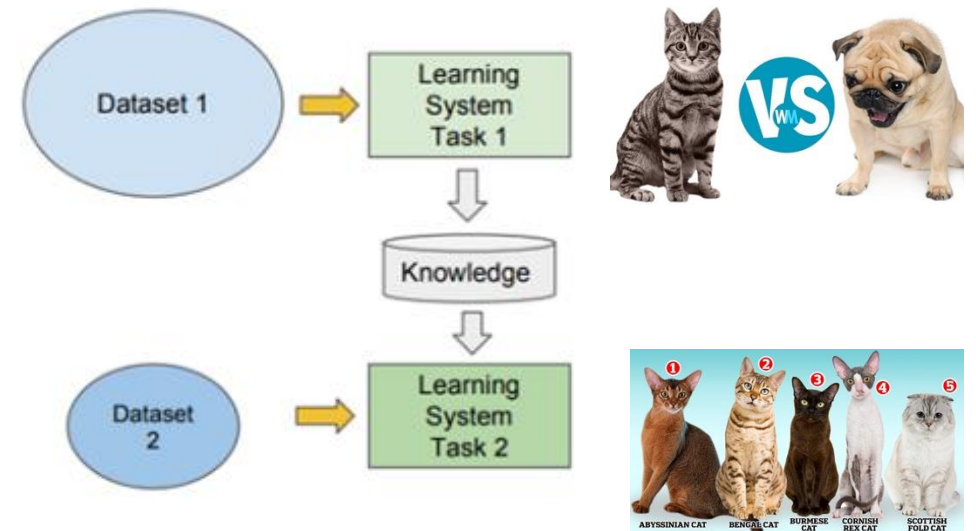 Dataset 1
Learning
System
Task 1
VS
WM
Knowledge
Dataset
2
Learning
System
Task 2
1
2
3
4
5
ABYSSINIAN CAT
BENGAL CAT
BURMESE
CAT
CORNISH
REX CAT
SCOTTISH
FOLD CAT